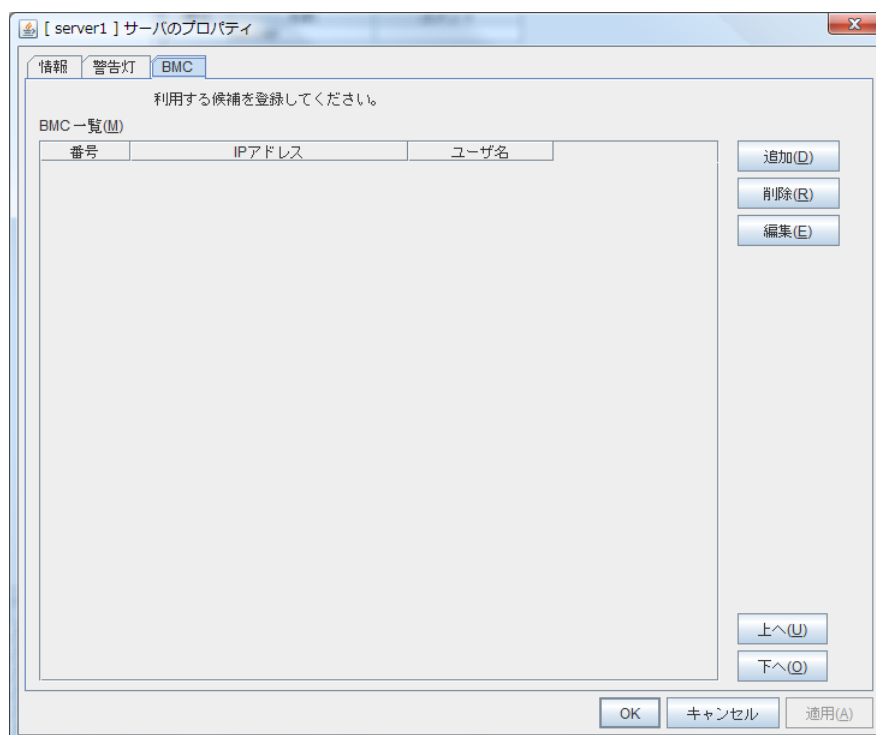 [ server1 ] サーバのプロパティ
情報 警告灯 BMC
利用する候補を登録してください。
BMC 一覧(M)
番号 IPアドレス ユーザ名
追加(D)
削除(R)
編集(E)
上へ(U)
下へ(O)
OK キャンセル 適用(A)